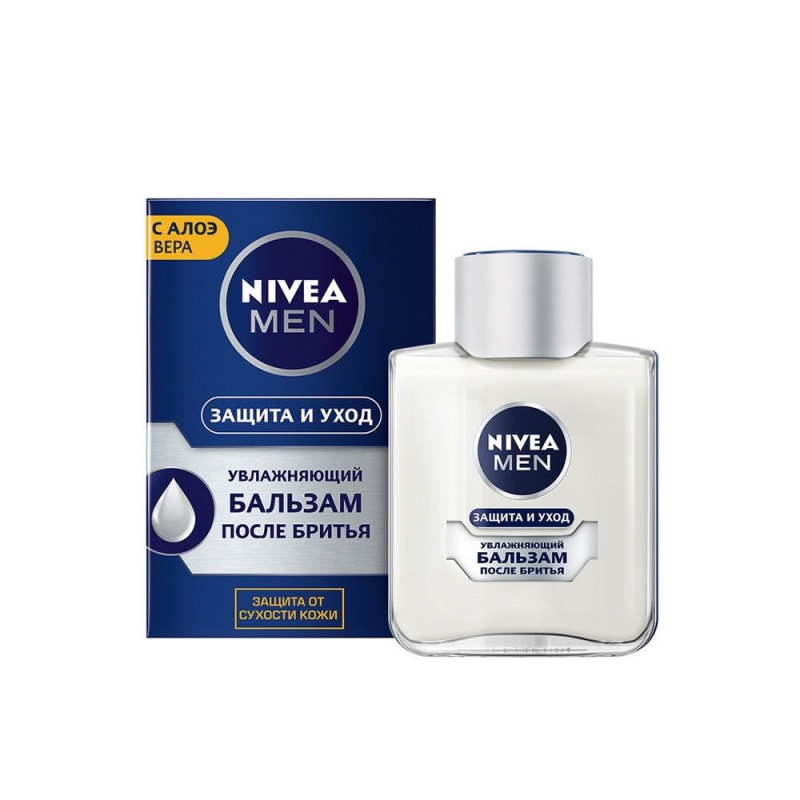 С АЛОЭ
ВЕРА
NIVEA
MEN
ЗАЩИТА И УХОД
УВЛАЖНЯЮЩИЙ
БАЛЬЗАМ
ПОСЛЕ БРИТЬЯ
ЗАЩИТА ОТ
СУХОСТИ КОЖИ
NIVEA
MEN
ЗАЩИТА И УХОД
УВЛАЖНЯЮЩИЙ
БАЛЬЗАМ
ПОСЛЕ БРИТЬЯ